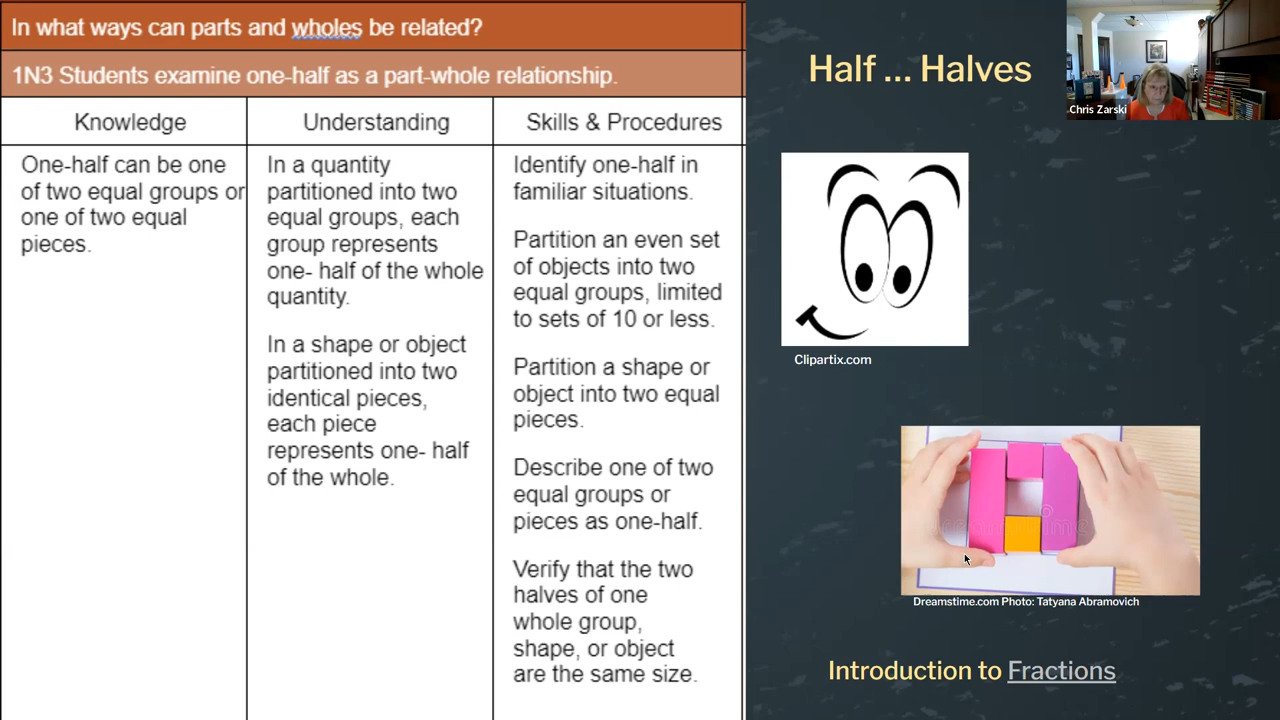 In what ways can parts and wholes be related?
1N3 Students examine one-half as a part-whole relationship.
Knowledge
One-half can be one
of two equal groups or
one of two equal
pieces.
Understanding
In a quantity
partitioned into two
equal groups, each
group represents
one- half of the whole
quantity.
In a shape or object
partitioned into two
identical pieces,
each piece
represents one- half
of the whole.
Skills & Procedures
Identify one-half in
familiar situations.
Partition an even set
of objects into two
equal groups, limited
to sets of 10 or less.
Partition a shape or
object into two equal
pieces.
Describe one of two
equal groups or
pieces as one-half.
Verify that the two
halves of one
whole group,
shape, or object
are the same size.
Half ... Halves
Chris Zarski
Clipartix.com
Dreamstime.com Photo: Tatyana Abramovich
Introduction to Fractions